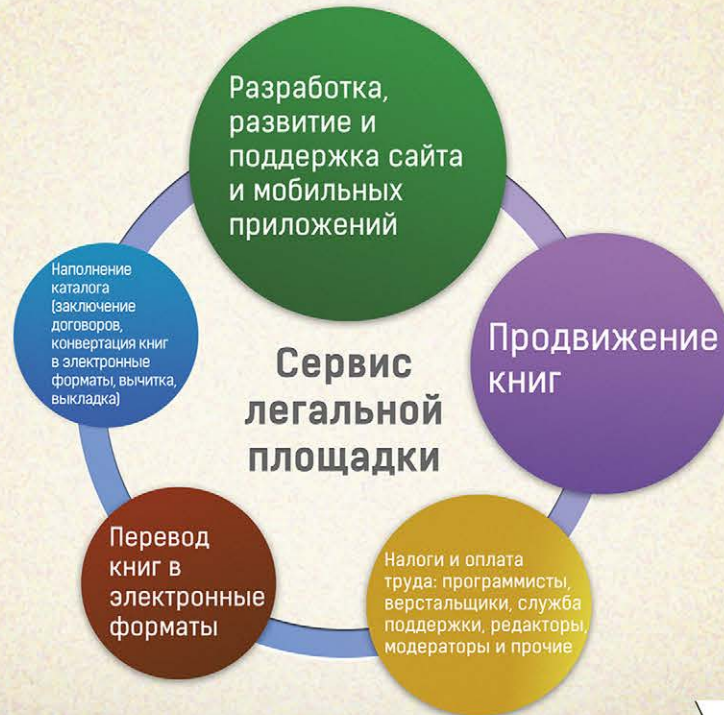 Разработка,
развитие и
поддержка сайта
и мобильных
приложений
Наполнение
каталога
(заключение
договоров,
конвертация книг
в электронные
форматы, вычитка,
выкладка)
Продвижение
книг
Сервис
легальной
площадки
Перевод
книг в
электронные
форматы
Налоги и оплата
труда: программисты,
верстальщики, служба
поддержки, редакторы,
модераторы и прочие